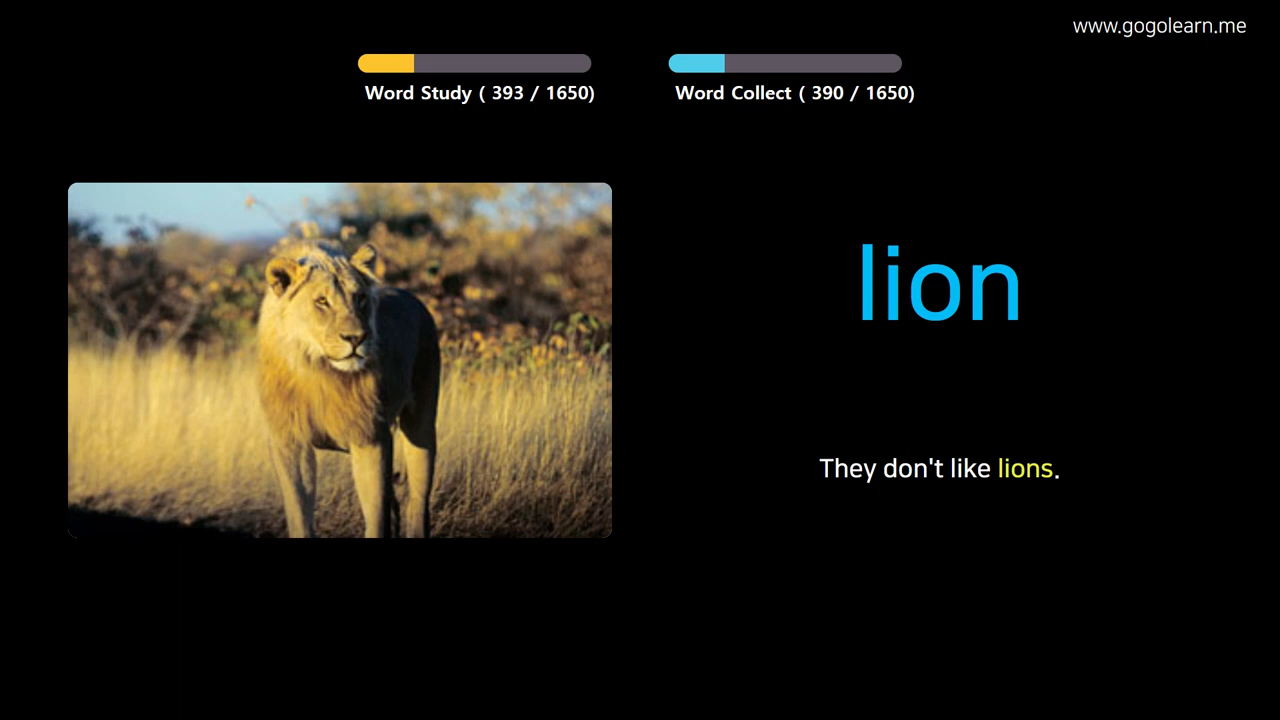 www.gogolearn.me
Word Study ( 393 / 1650)
Word Collect ( 390 / 1650)
lion
They don't like lions.